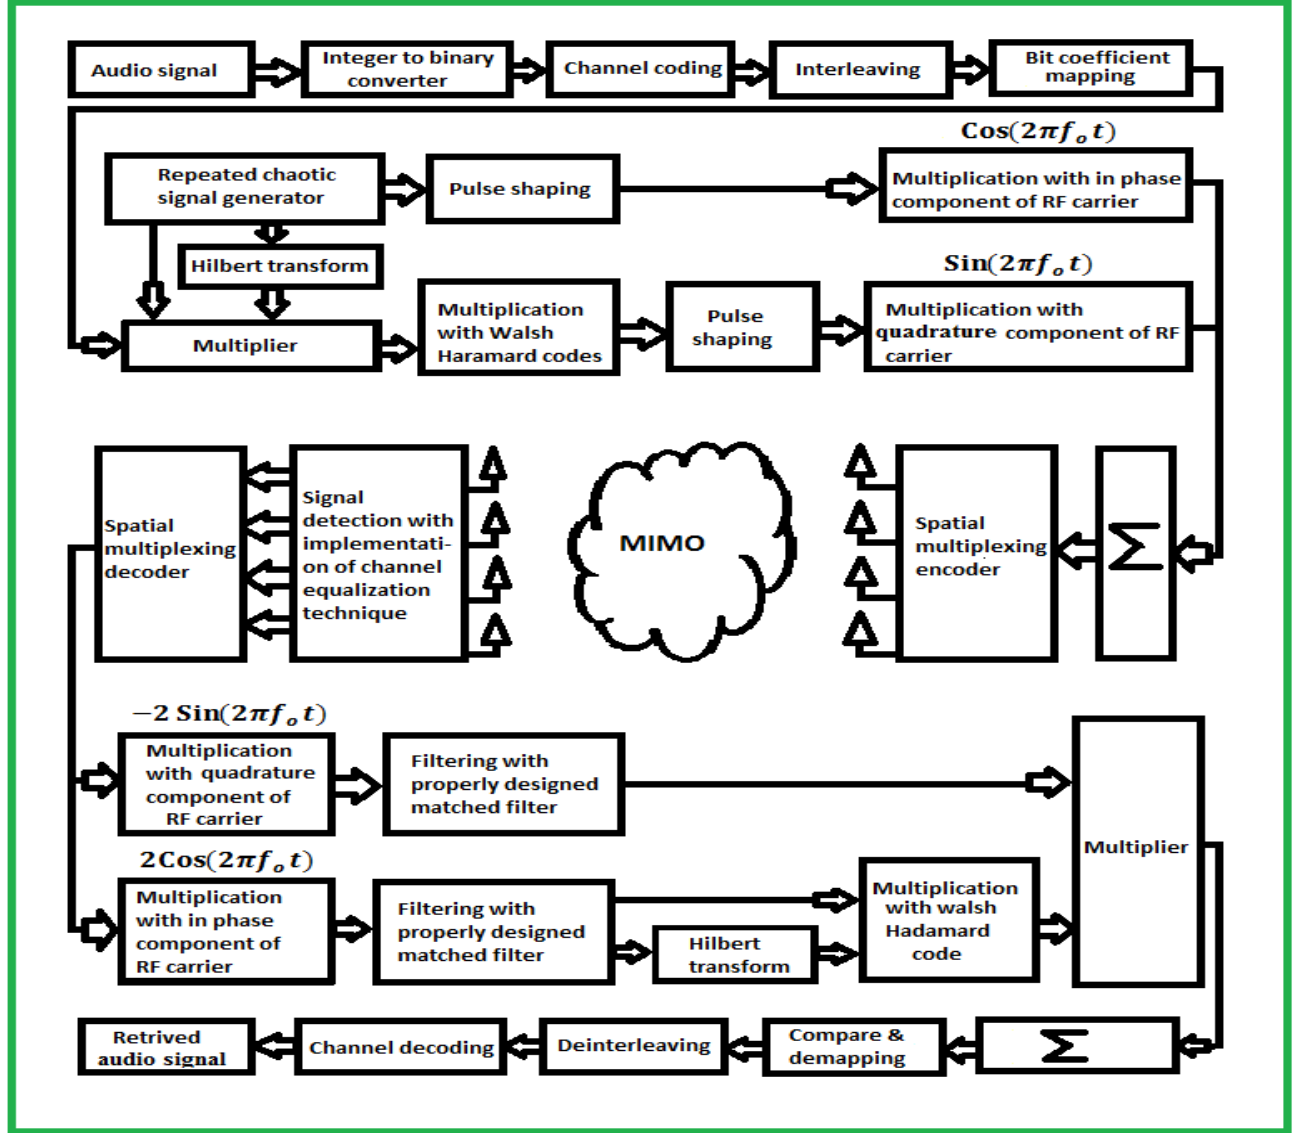 Audio signal
Integer to binary
converter
Channel coding
Interleaving
Bit coefficient
mapping
Cos(2πfₒt)
Repeated chaotic
signal generator
Pulse shaping
Multiplication with in phase
component of RF carrier
Hilbert transform
Sin(2πfₒt)
Multiplier
Multiplication
with Walsh
Haramard codes
Pulse
shaping
Multiplication with
quadrature component of RF
carrier
Spatial
multiplexing
decoder
Signal
detection with
implementati-
on of channel
equalization
technique
MIMO
Spatial
multiplexing
encoder
Σ
−2 Sin(2πfₒt)
Multiplication
with quadrature
component of
RF carrier
Filtering with
properly designed
matched filter
Multiplier
2Cos(2πfₒt)
Multiplication
with in phase
component of
RF carrier
Filtering with
properly designed
matched filter
Hilbert
transform
Multiplication
with walsh
Hadamard
code
Retrived
audio signal
Channel decoding
Deinterleaving
Compare &
demapping
Σ